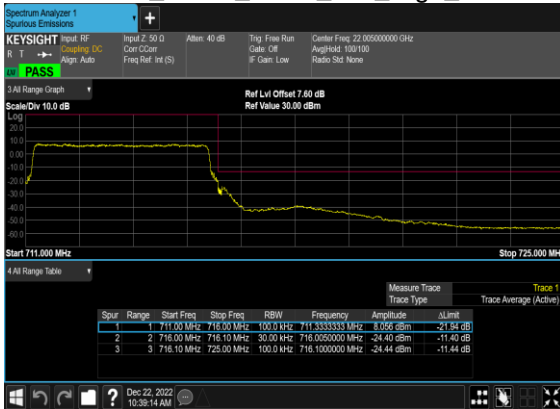 Spectrum Analyzer 1
Spurious Emissions
+
KEYSIGHT Input: RF Input Z: 50 Ω Atten: 40 dB Trig: Free Run Center Freq: 22.005000000 GHz
R T Coupling: DC Corr CCorr Gate: Off Avg|Hold: 100/100
Align: Auto Freq Ref: Int (S) IF Gain: Low Radio Std: None
PASS
3 All Range Graph
Ref Lvl Offset 7.60 dB
Scale/Div 10.0 dB Ref Value 30.00 dBm
Log
20.0
10.0
0.00
-10.0
-20.0
-30.0
-40.0
-50.0
-60.0
Start 711.000 MHz Stop 725.000 MH
4 All Range Table
Measure Trace Trace 1
Trace Type Trace Average (Active)
Spur Range Start Freq Stop Freq RBW Frequency Amplitude ΔLimit
1 1 711.00 MHz 716.00 MHz 100.0 kHz 711.3333333 MHz 8.056 dBm -21.94 dB
2 2 716.00 MHz 716.10 MHz 30.00 kHz 716.0050000 MHz -24.40 dBm -11.40 dB
3 3 716.10 MHz 725.00 MHz 100.0 kHz 716.1000000 MHz -24.44 dBm -11.44 dB
? Dec 22, 2022
10:39:14 AM